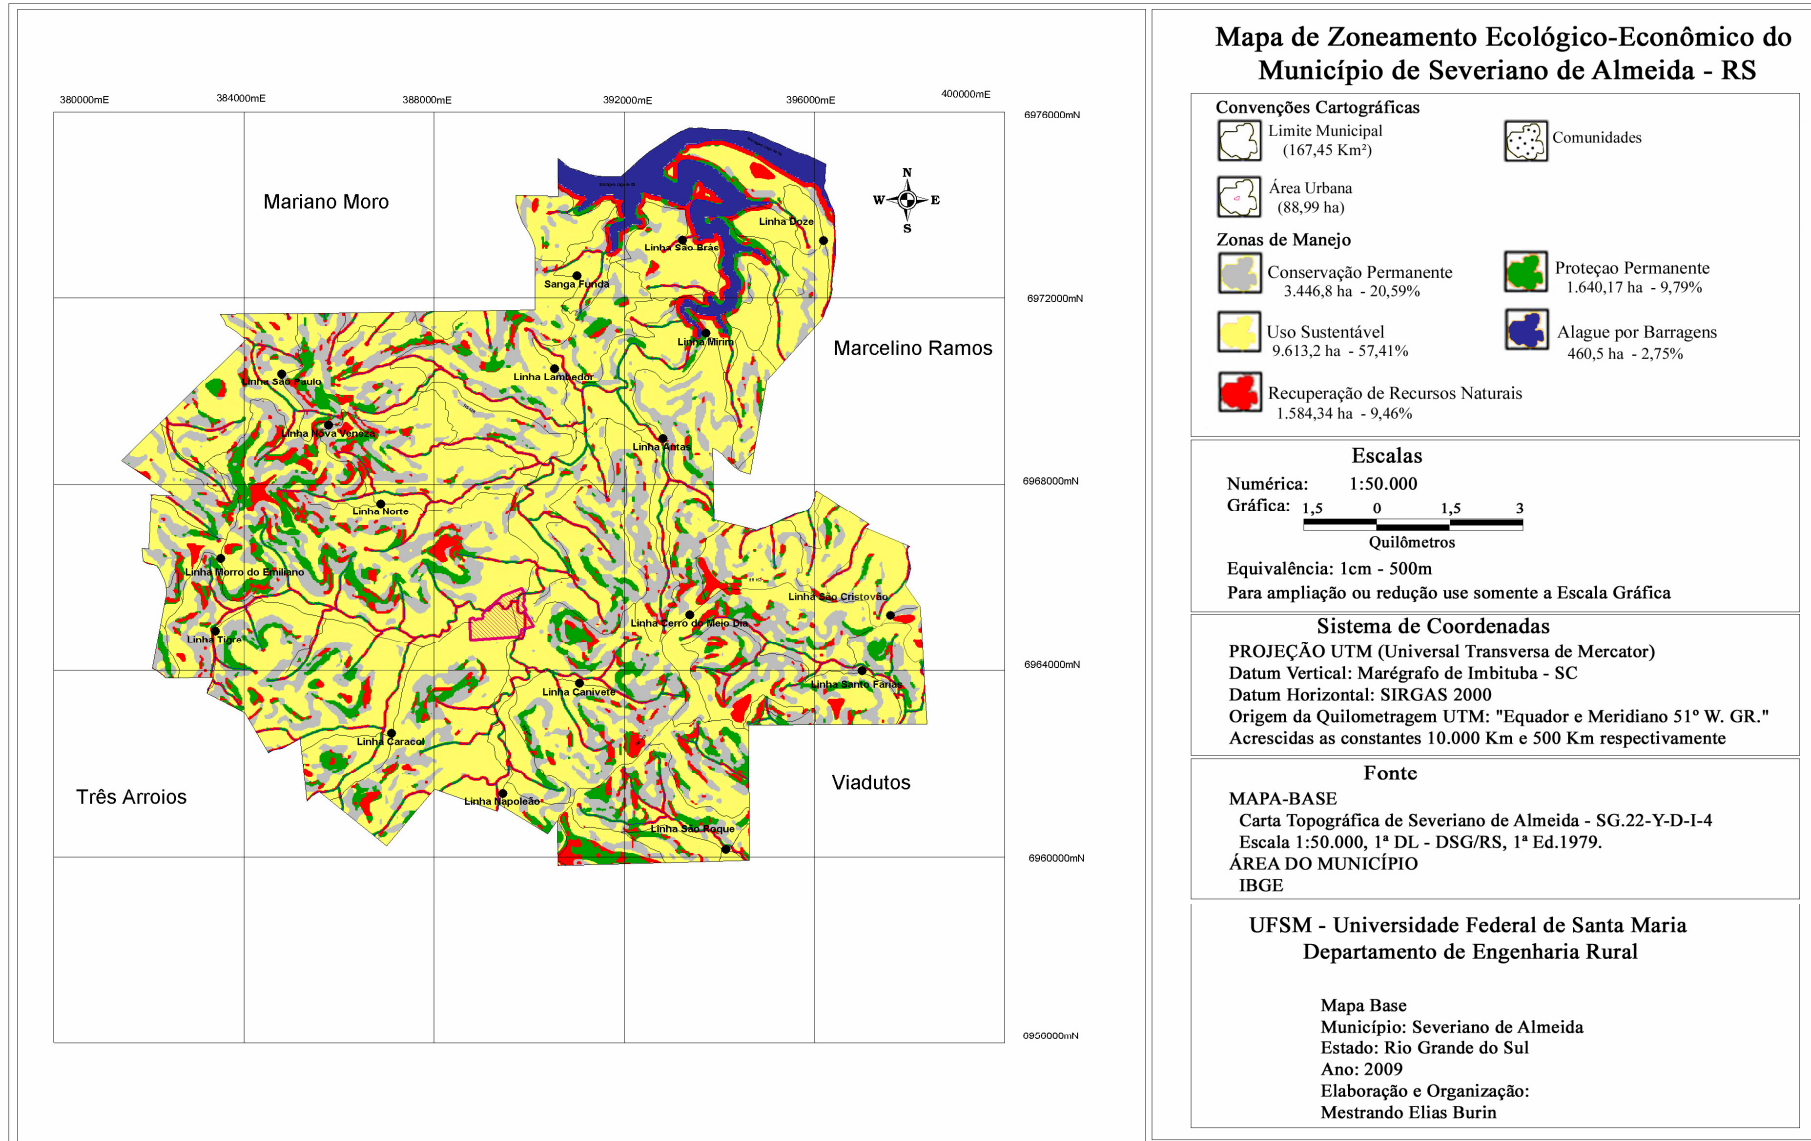 Mapa de Zoneamento Ecológico-Econômico do
Município de Severiano de Almeida - RS
Convenções Cartográficas
Limite Municipal
(167,45 Km²)
Comunidades
Área Urbana
(88,99 ha)
Zonas de Manejo
Conservação Permanente
3.446,8 ha - 20,59%
Proteçao Permanente
1.640,17 ha - 9,79%
Uso Sustentável
9.613,2 ha - 57,41%
Alague por Barragens
460,5 ha - 2,75%
Recuperação de Recursos Naturais
1.584,34 ha - 9,46%
Escalas
Numérica: 1:50.000
Gráfica: 1,5 0 1,5 3
Quilômetros
Equivalência: 1cm - 500m
Para ampliação ou redução use somente a Escala Gráfica
Sistema de Coordenadas
PROJEÇÃO UTM (Universal Transversa de Mercator)
Datum Vertical: Marégrafo de Imbituba - SC
Datum Horizontal: SIRGAS 2000
Origem da Quilometragem UTM: "Equador e Meridiano 51º W. GR."
Acrescidas as constantes 10.000 Km e 500 Km respectivamente
Fonte
MAPA-BASE
Carta Topográfica de Severiano de Almeida - SG.22-Y-D-I-4
Escala 1:50.000, 1ª DL - DSG/RS, 1ª Ed.1979.
ÁREA DO MUNICÍPIO
IBGE
UFSM - Universidade Federal de Santa Maria
Departamento de Engenharia Rural
Mapa Base
Município: Severiano de Almeida
Estado: Rio Grande do Sul
Ano: 2009
Elaboração e Organização:
Mestrando Elias Burin
380000mE 384000mE 388000mE 392000mE 396000mE 400000mE
6976000mN
6972000mN
6968000mN
6964000mN
6960000mN
6950000mN
N
W E
S
Mariano Moro
Marcelino Ramos
Três Arroios
Viadutos
Linha Doze
Linha São Brás
Sanga Funda
Linha Mirim
Linha Lambedor
Linha São Paulo
Linha Nova Veneza
Linha Antas
Linha Norte
Linha Morro do Emiliano
Linha São Cristovão
Linha Cerro do Meio Dia
Linha Tigre
Linha Santo Farias
Linha Canivete
Linha Caracol
Linha Napoleão
Linha São Roque